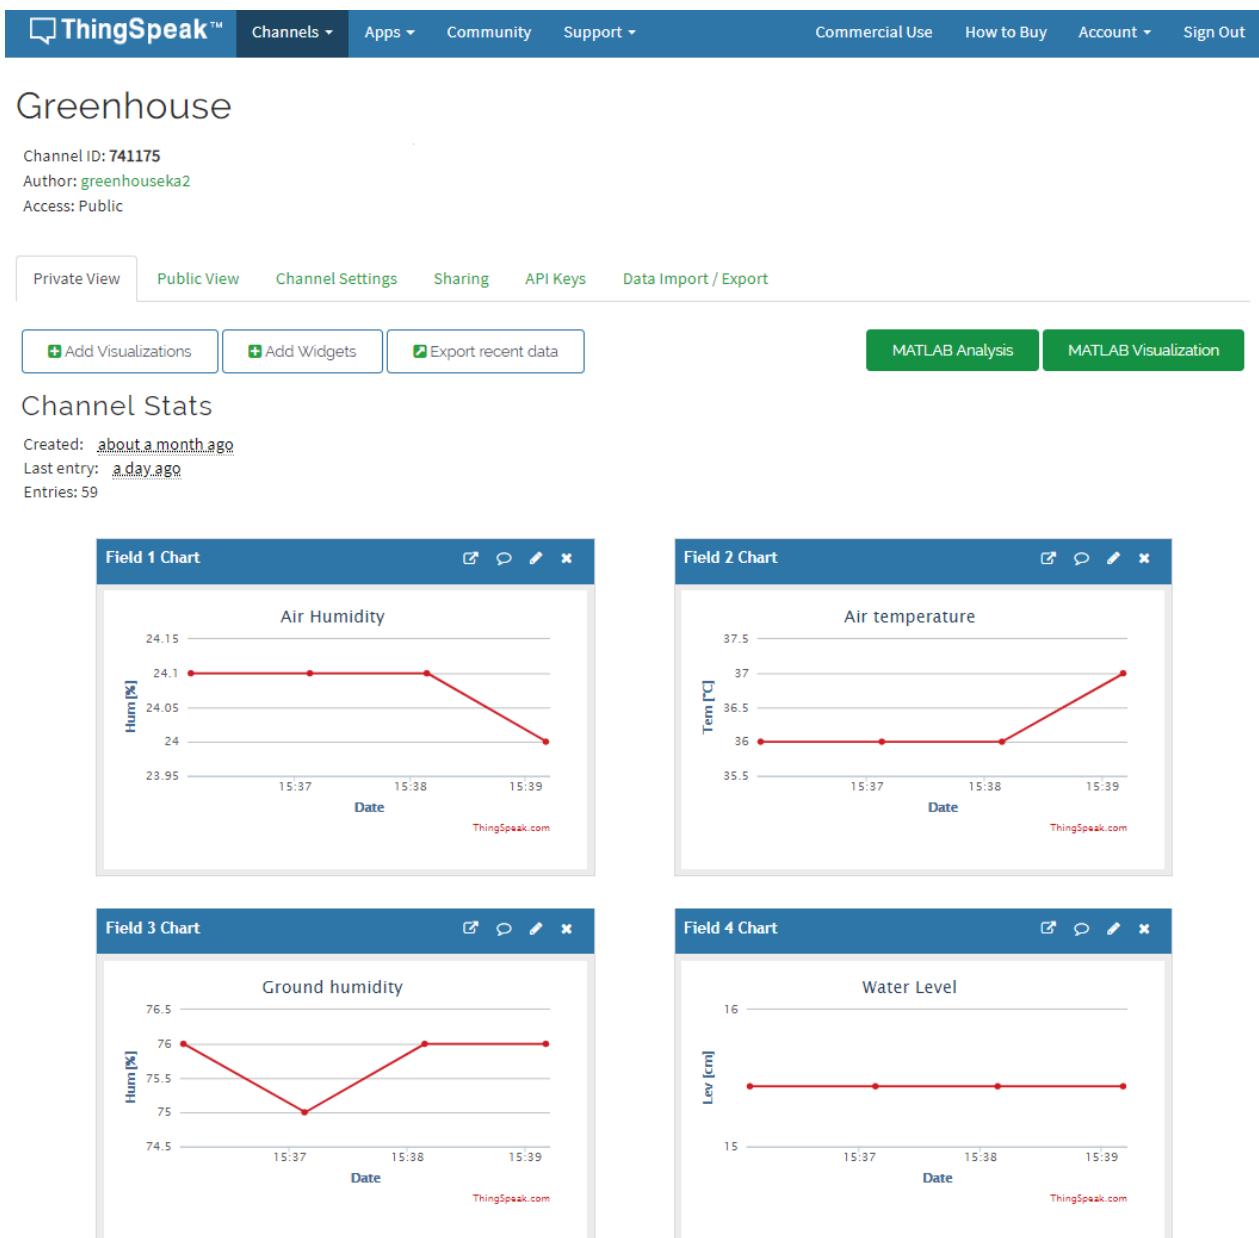 ThingSpeak™ Channels Apps Community Support Commercial Use How to Buy Account Sign Out
Greenhouse
Channel ID: 741175
Author: greenhouseka2
Access: Public
Private View Public View Channel Settings Sharing API Keys Data Import / Export
Add Visualizations Add Widgets Export recent data MATLAB Analysis MATLAB Visualization
Channel Stats
Created: about a month ago
Last entry: a day ago
Entries: 59
Field 1 Chart
Air Humidity
Hum [%]
24.15
24.1
24.05
24
23.95
15:37 15:38 15:39
Date
ThingSpeak.com
Field 2 Chart
Air temperature
Tem [°C]
37.5
37
36.5
36
35.5
15:37 15:38 15:39
Date
ThingSpeak.com
Field 3 Chart
Ground humidity
Hum [%]
76.5
76
75.5
75
74.5
15:37 15:38 15:39
Date
ThingSpeak.com
Field 4 Chart
Water Level
Lev [cm]
16
15
15:37 15:38 15:39
Date
ThingSpeak.com